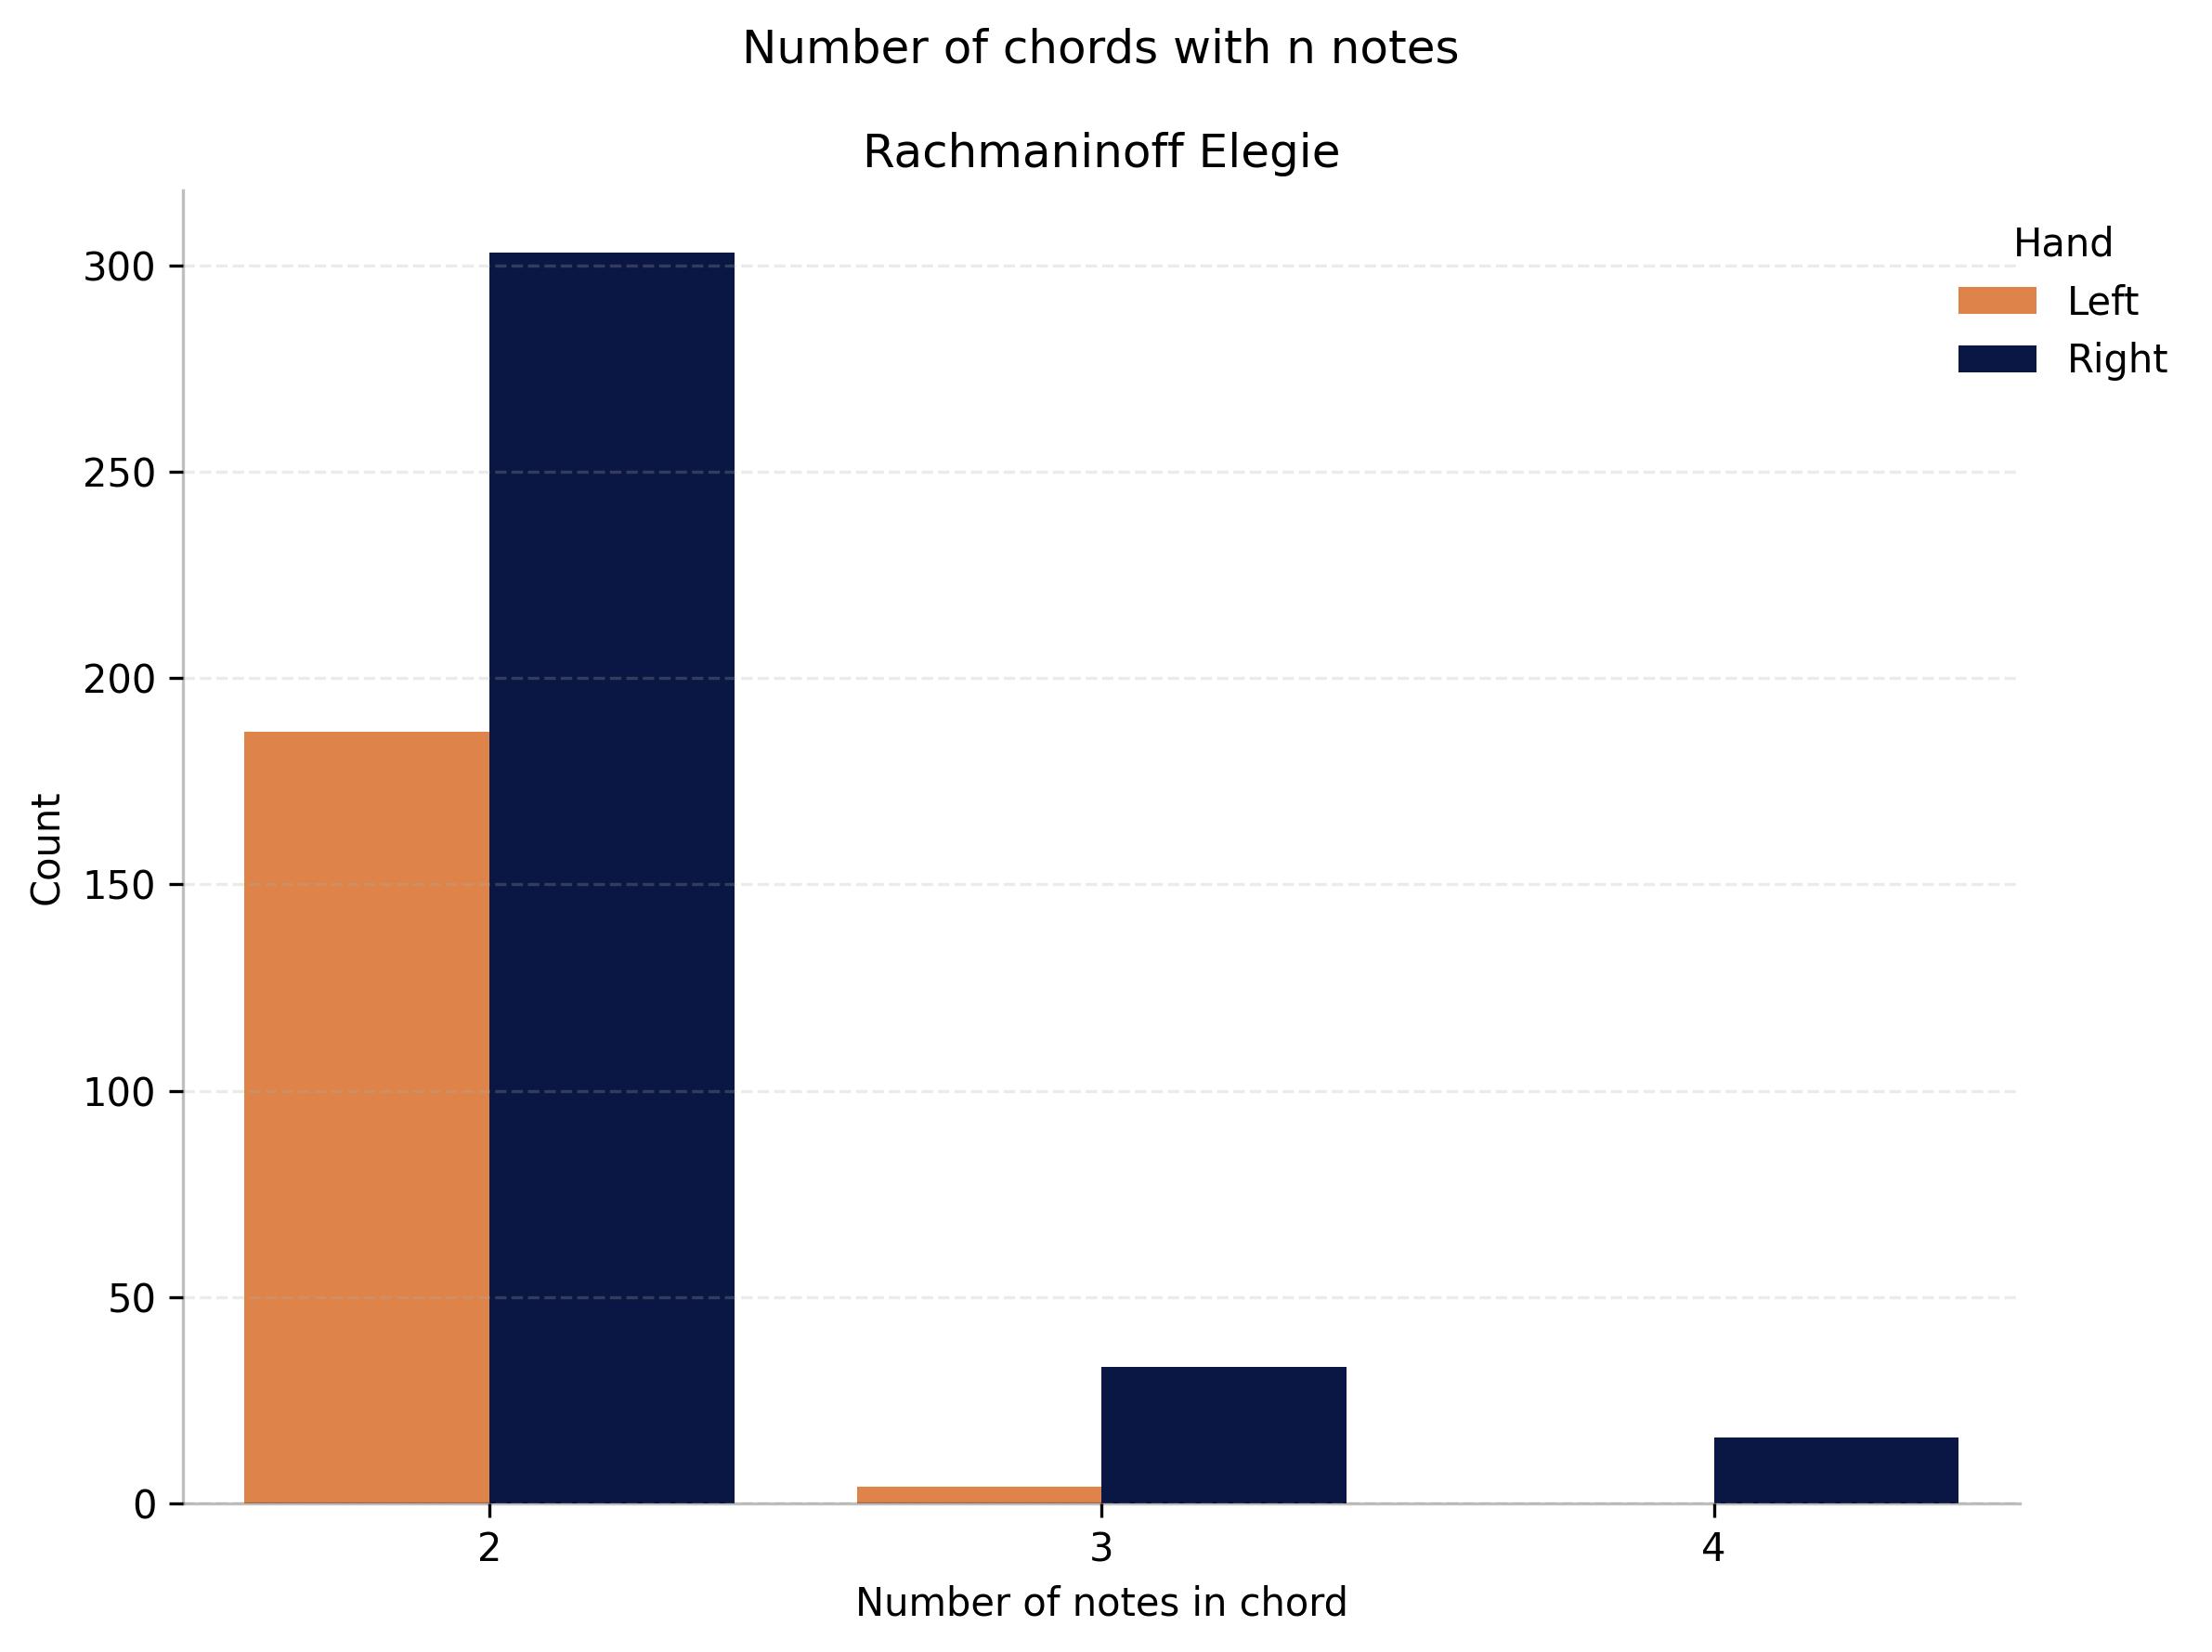 Number of chords with n notes
Rachmaninoff Elegie
Hand
Left
Right
300
250
200
150
100
50
0
Count
2
3
4
Number of notes in chord